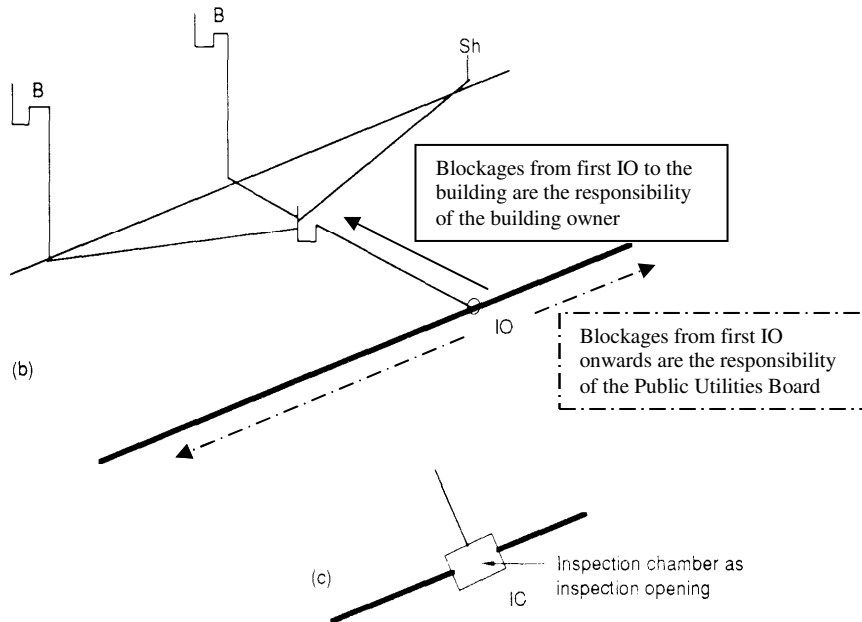 B
Sh
B
Blockages from first IO to the
building are the responsibility
of the building owner
IO
Blockages from first IO
onwards are the responsibility
of the Public Utilities Board
(b)
(c)
Inspection chamber as
inspection opening
IC